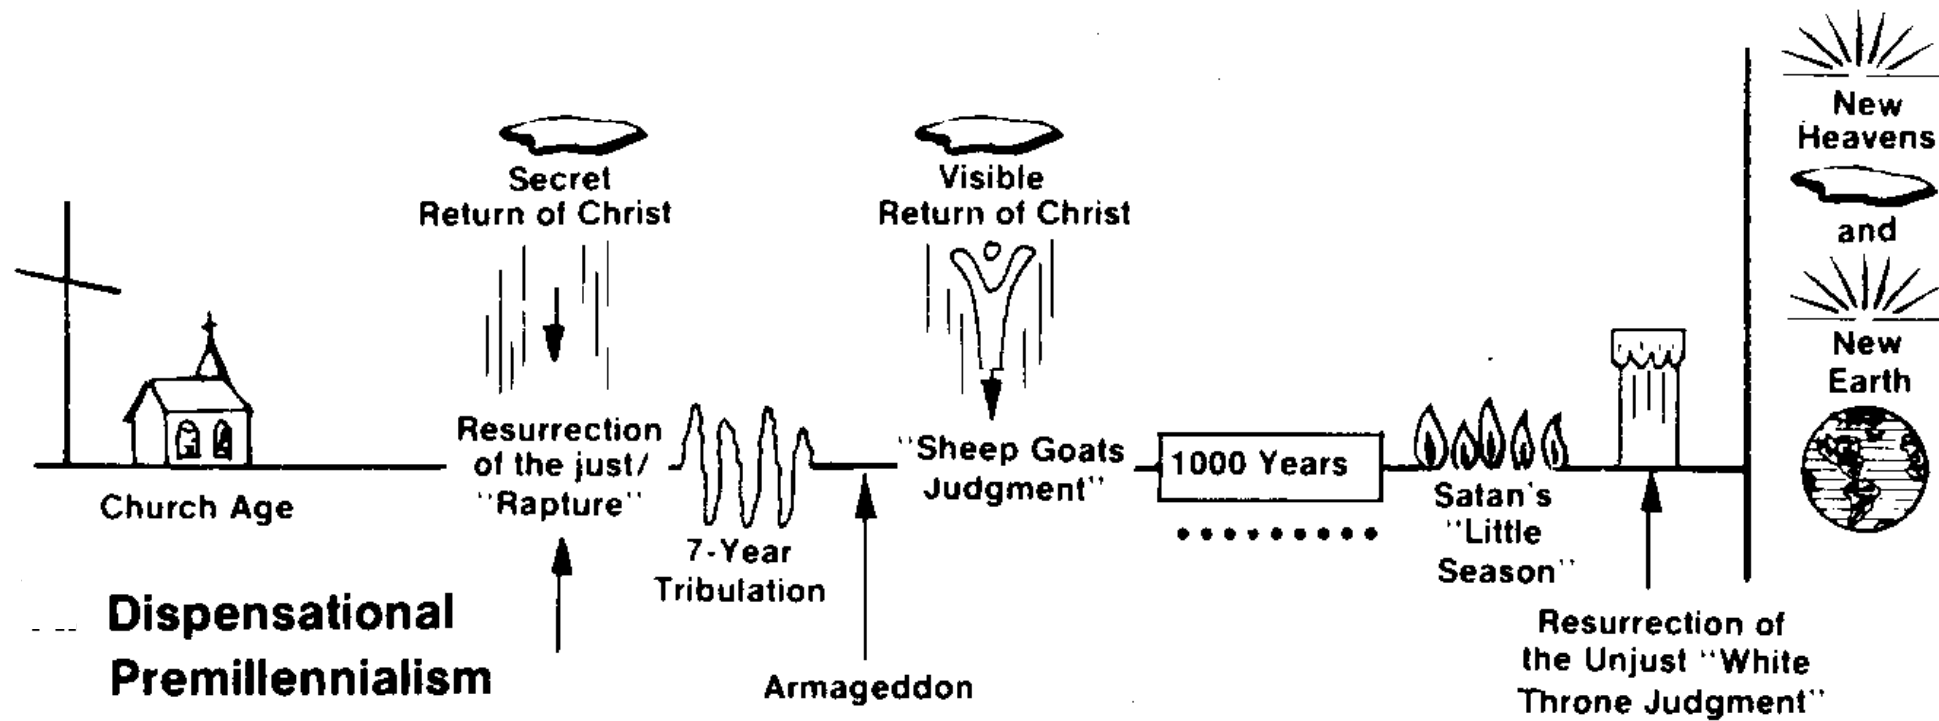 Secret
Return of Christ
Visible
Return of Christ
New
Heavens
and
New
Earth
Church Age
Resurrection
of the just/
"Rapture"
7-Year
Tribulation
Armageddon
"Sheep Goats
Judgment"
1000 Years
Satan's
"Little
Season"
Resurrection of
the Unjust "White
Throne Judgment"
Dispensational
Premillennialism